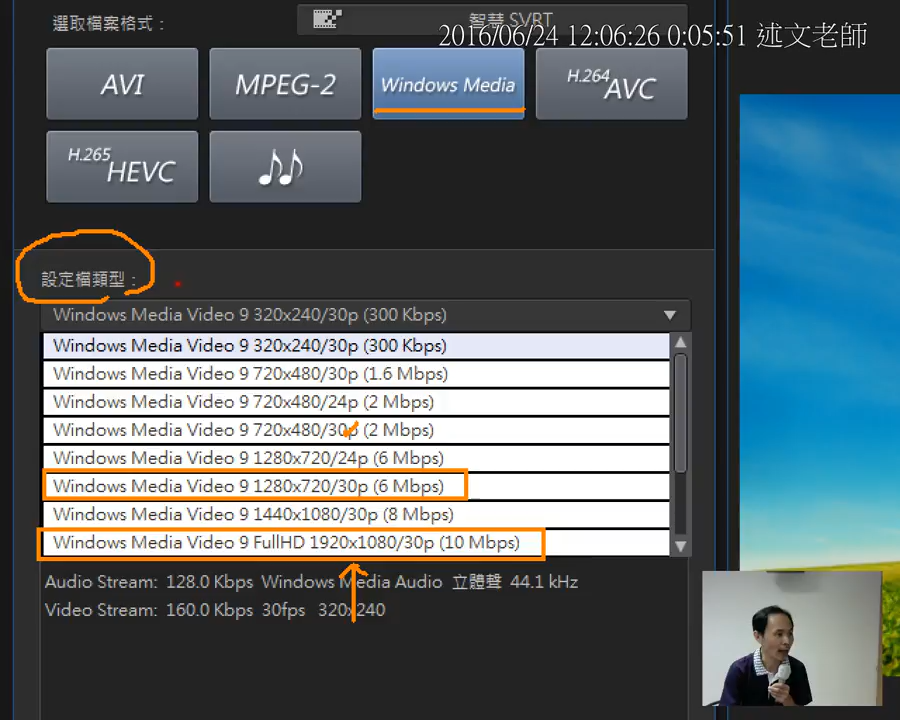 選取檔案格式：
智慧 SVRT
2016/06/24 12:06:26 0:05:51 述文老師
AVI
MPEG-2
Windows Media
H.264 AVC
H.265 HEVC
設定檔類型：
Windows Media Video 9 320x240/30p (300 Kbps)
Windows Media Video 9 320x240/30p (300 Kbps)
Windows Media Video 9 720x480/30p (1.6 Mbps)
Windows Media Video 9 720x480/24p (2 Mbps)
Windows Media Video 9 720x480/30p (2 Mbps)
Windows Media Video 9 1280x720/24p (6 Mbps)
Windows Media Video 9 1280x720/30p (6 Mbps)
Windows Media Video 9 1440x1080/30p (8 Mbps)
Windows Media Video 9 FullHD 1920x1080/30p (10 Mbps)
Audio Stream: 128.0 Kbps Windows Media Audio 立體聲 44.1 kHz
Video Stream: 160.0 Kbps 30fps 320x240